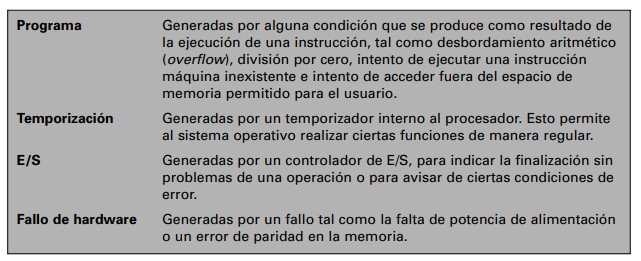 Programa Generadas por alguna condición que se produce como resultado de
la ejecución de una instrucción, tal como desbordamiento aritmético
(overflow), división por cero, intento de ejecutar una instrucción
máquina inexistente e intento de acceder fuera del espacio de
memoria permitido para el usuario.
Temporización Generadas por un temporizador interno al procesador. Esto permite
al sistema operativo realizar ciertas funciones de manera regular.
E/S Generadas por un controlador de E/S, para indicar la finalización sin
problemas de una operación o para avisar de ciertas condiciones de
error.
Fallo de hardware Generadas por un fallo tal como la falta de potencia de alimentación
o un error de paridad en la memoria.